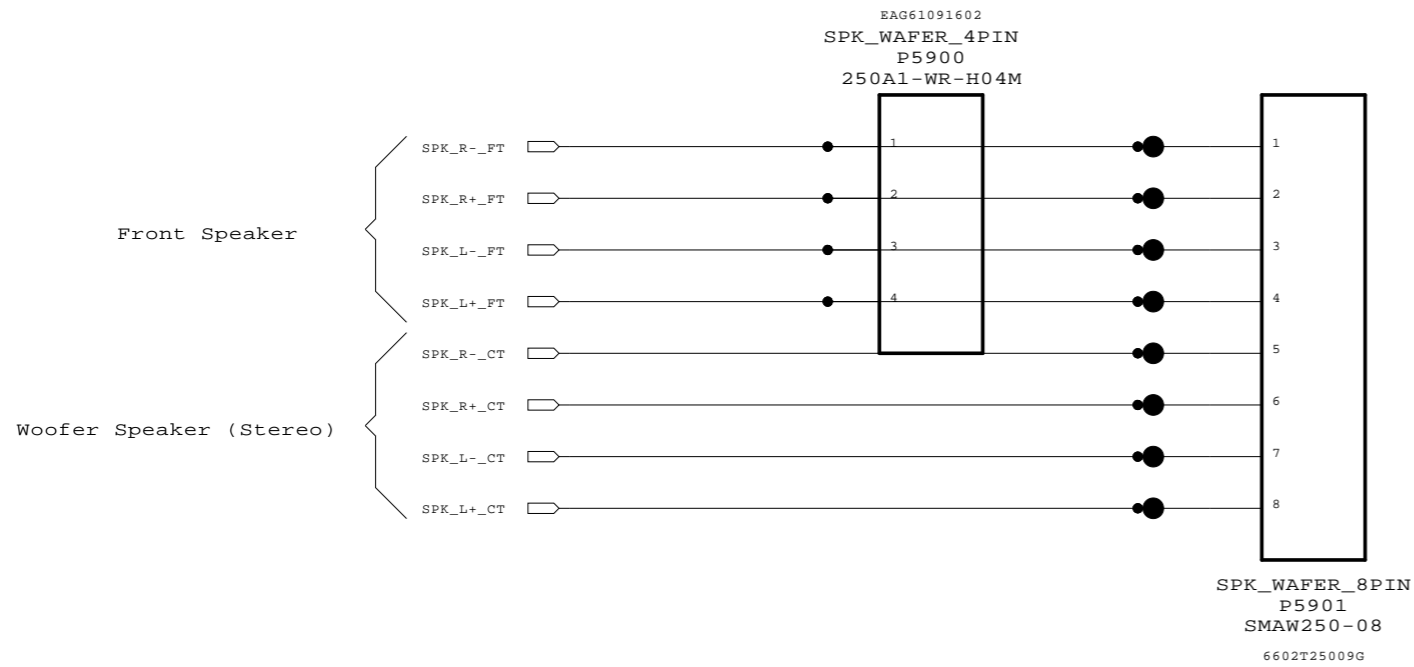 EAG61091602
SPK_WAFER_4PIN
P5900
250A1-WR-H04M
Front Speaker
SPK_R-_FT
SPK_R+_FT
SPK_L-_FT
SPK_L+_FT
Woofer Speaker (Stereo)
SPK_R-_CT
SPK_R+_CT
SPK_L-_CT
SPK_L+_CT
1
2
3
4
1
2
3
4
5
6
7
8
SPK_WAFER_8PIN
P5901
SMAW250-08
6602T25009G